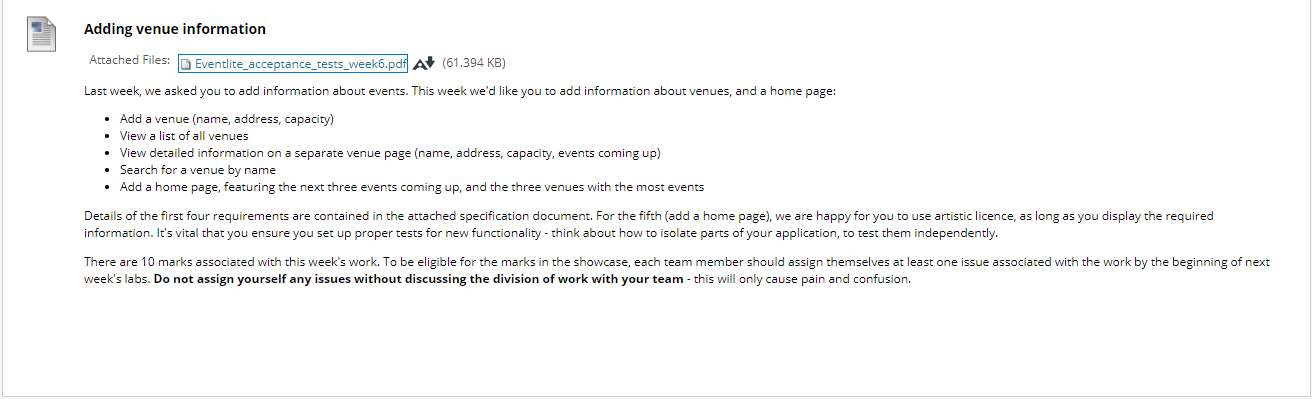 Adding venue information
Attached Files: Eventlite_acceptance_tests_week6.pdf (61.394 KB)
Last week, we asked you to add information about events. This week we'd like you to add information about venues, and a home page:
• Add a venue (name, address, capacity)
• View a list of all venues
• View detailed information on a separate venue page (name, address, capacity, events coming up)
• Search for a venue by name
• Add a home page, featuring the next three events coming up, and the three venues with the most events
Details of the first four requirements are contained in the attached specification document. For the fifth (add a home page), we are happy for you to use artistic licence, as long as you display the required
information. It's vital that you ensure you set up proper tests for new functionality - think about how to isolate parts of your application, to test them independently.
There are 10 marks associated with this week's work. To be eligible for the marks in the showcase, each team member should assign themselves at least one issue associated with the work by the beginning of next
week's labs. Do not assign yourself any issues without discussing the division of work with your team - this will only cause pain and confusion.